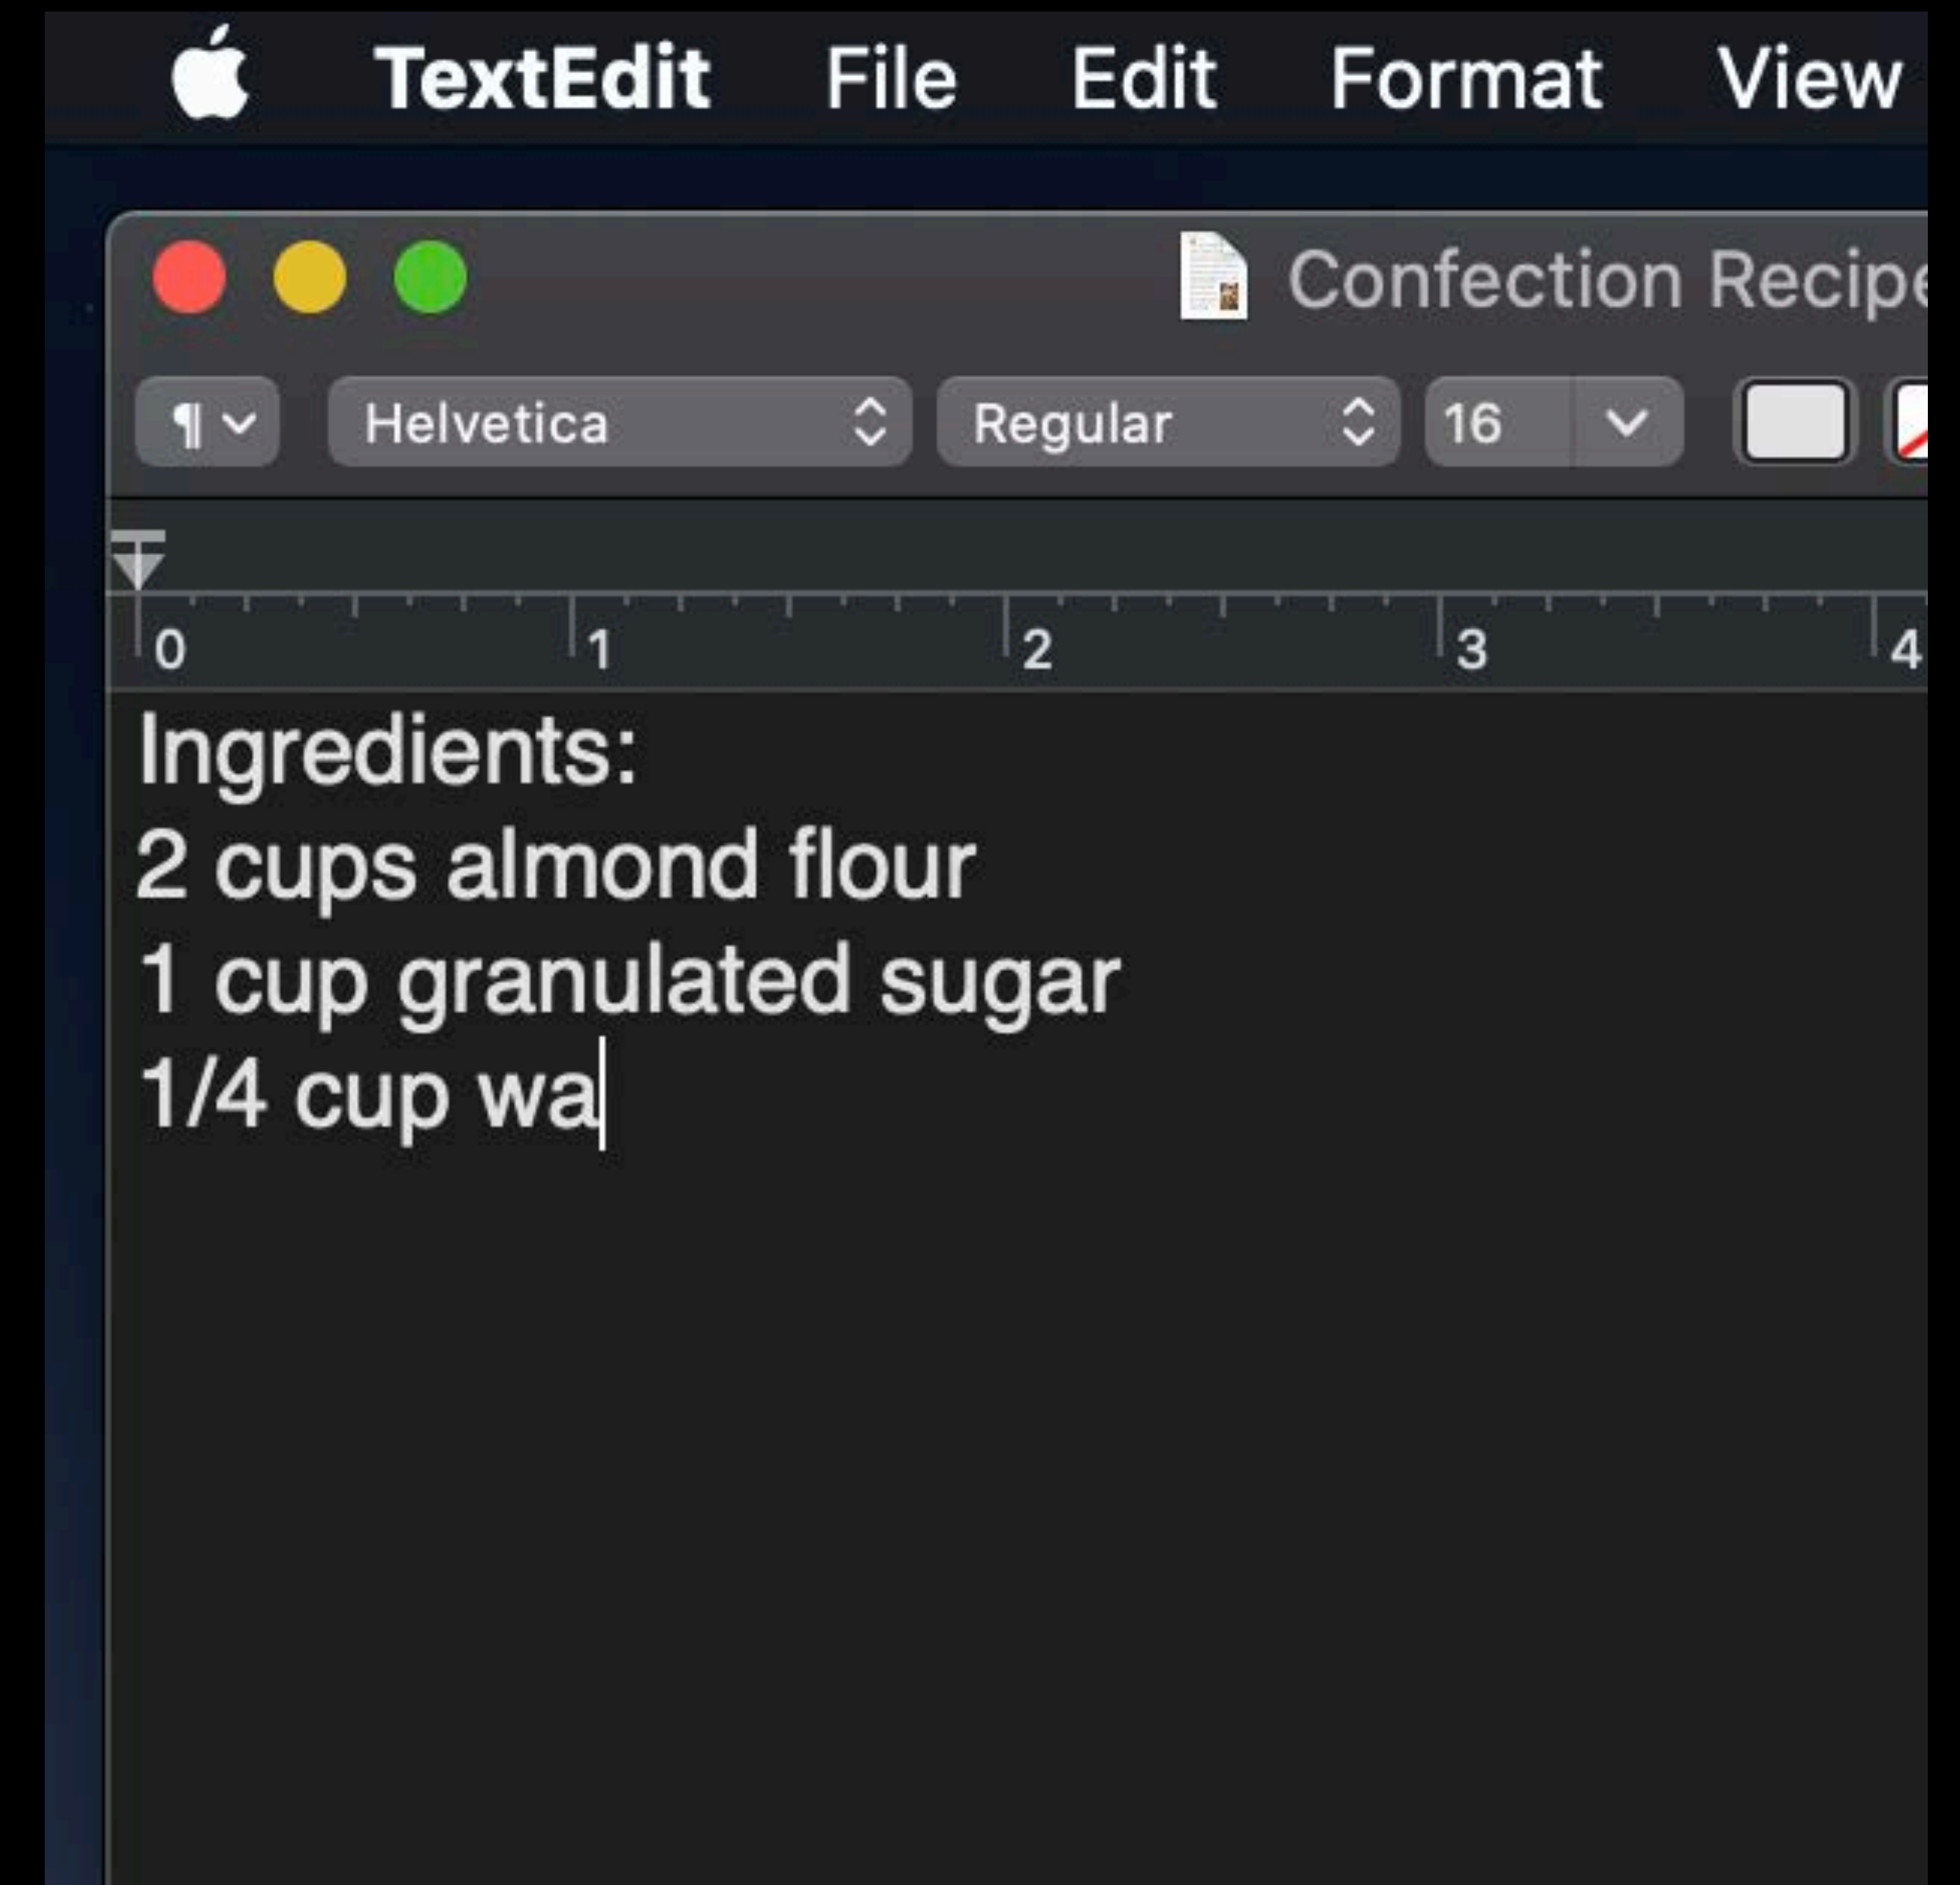 TextEdit File Edit Format View
Confection Recipe
¶ Helvetica Regular 16
0 1 2 3 4
Ingredients:
2 cups almond flour
1 cup granulated sugar
1/4 cup wa